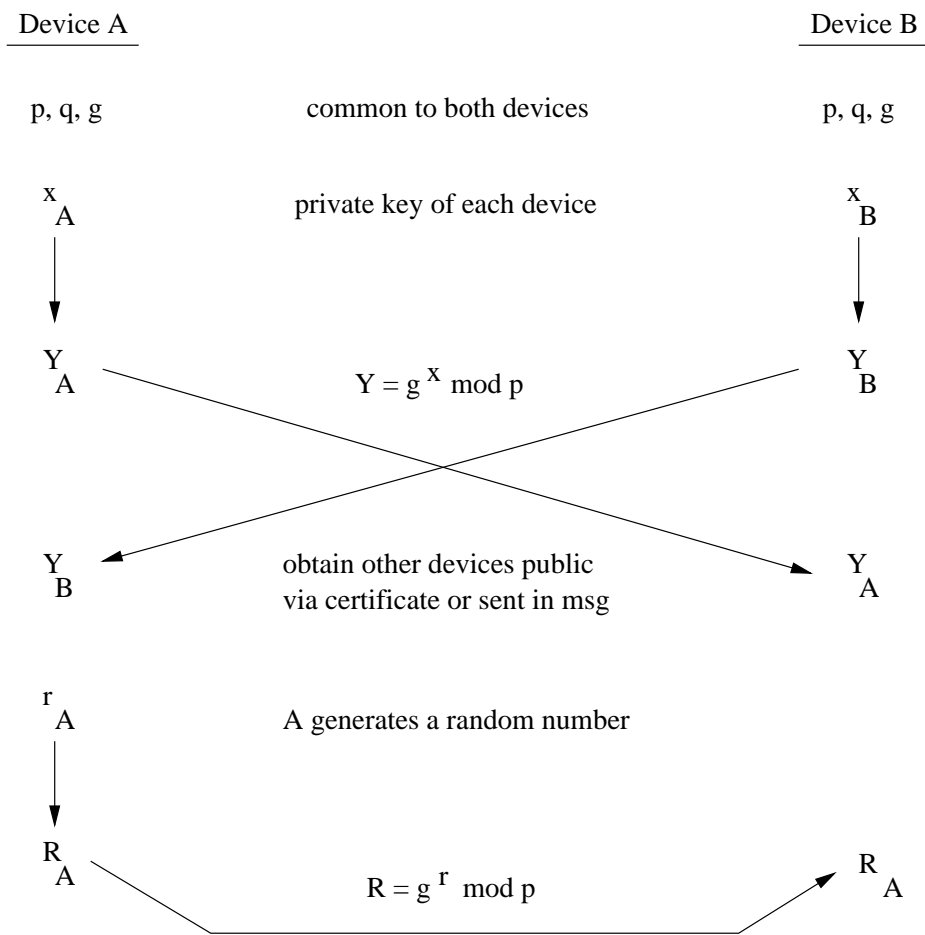 Device A Device B
p, q, g common to both devices p, q, g
x A private key of each device x B
Y A Y = g x mod p Y B
Y B obtain other devices public Y A
via certificate or sent in msg
r A A generates a random number
R A R = g r mod p R A